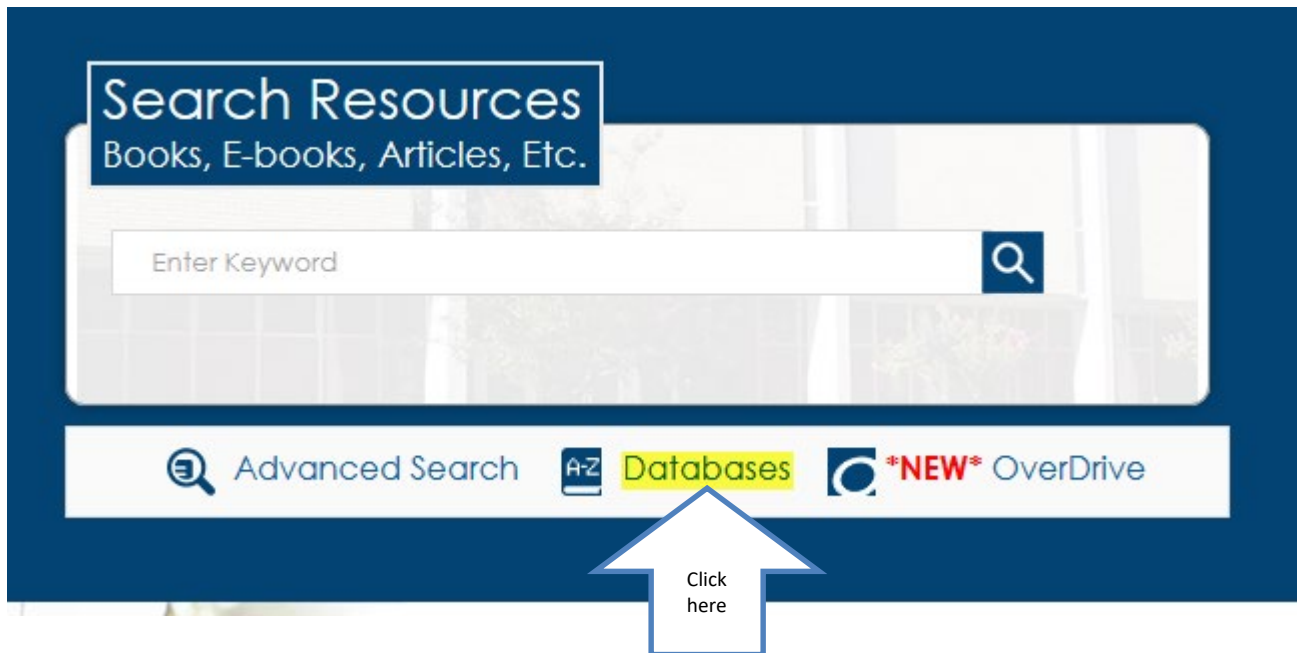 Search Resources
Books, E-books, Articles, Etc.
Enter Keyword
Advanced Search A-Z Databases *NEW* OverDrive
Click
here